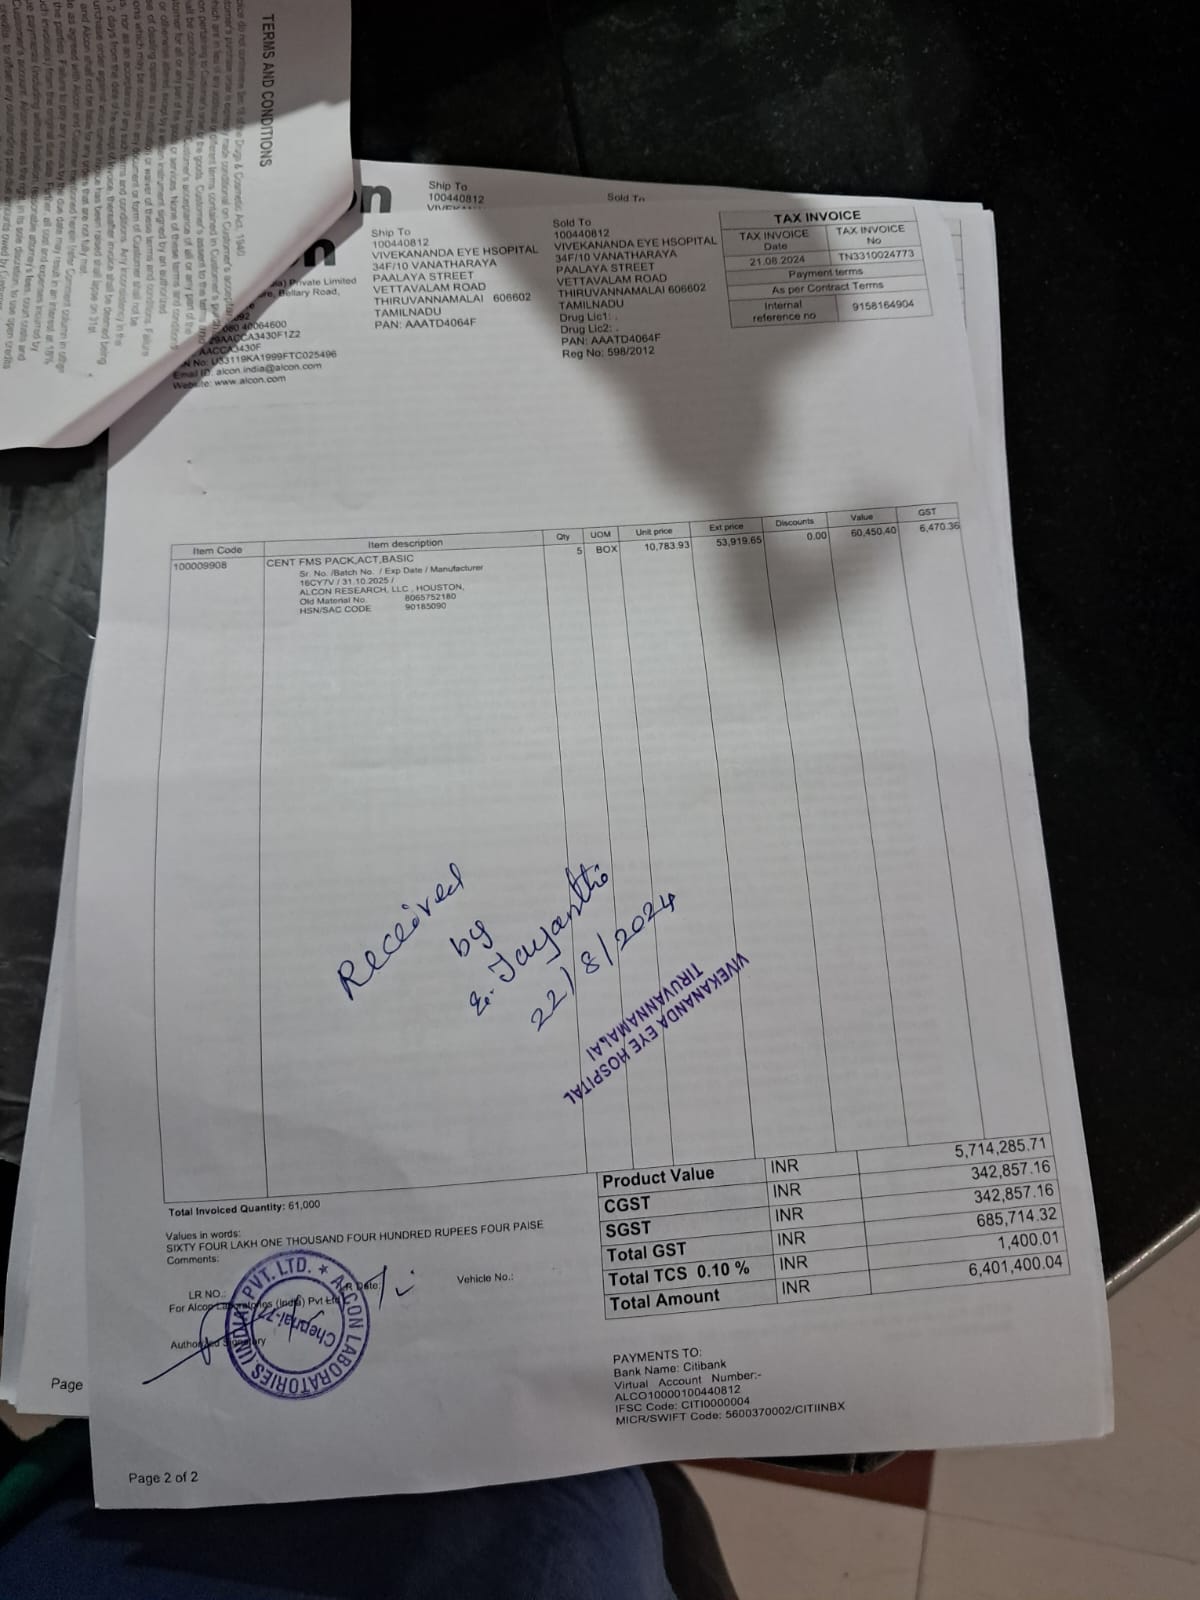 TERMS AND CONDITIONS
Ship To
100440812
Sold To
ia) Private Limited
re, Bellary Road,
092
080 40064600
29AACCA3430F1Z2
AACCA3430F
N No: U33119KA1999FTC025496
Email ID: alcon.india@alcon.com
Website: www.alcon.com
Ship To
100440812
VIVEKANANDA EYE HSOPITAL
34F/10 VANATHARAYA
PAALAYA STREET
VETTAVALAM ROAD
THIRUVANNAMALAI 606602
TAMILNADU
PAN: AAATD4064F
Sold To
100440812
VIVEKANANDA EYE HSOPITAL
34F/10 VANATHARAYA
PAALAYA STREET
VETTAVALAM ROAD
THIRUVANNAMALAI 606602
TAMILNADU
Drug Lic1: .
Drug Lic2: .
PAN: AAATD4064F
Reg No: 598/2012
TAX INVOICE
TAX INVOICE Date
TAX INVOICE No
21.08.2024 TN3310024773
Payment terms
As per Contract Terms
Internal reference no 9158164904
Item Code Item description Qty UOM Unit price Ext price Discounts Value GST
100009908 CENT FMS PACK,ACT,BASIC 5 BOX 10,783.93 53,919.65 0.00 60,450.40 6,470.36
Sr. No. /Batch No. / Exp Date / Manufacturer
16CY7V / 31.10.2025 /
ALCON RESEARCH, LLC , HOUSTON,
Old Material No. 8065752180
HSN/SAC CODE 90185090
Received
by
E. Jayanthi
22/8/2024
VIVEKANANDA EYE HOSPITAL
TIRUVANNAMALAI
Product Value INR 5,714,285.71
CGST INR 342,857.16
SGST INR 342,857.16
Total GST INR 685,714.32
Total TCS 0.10 % INR 1,400.01
Total Amount INR 6,401,400.04
Total Invoiced Quantity: 61,000
Values in words:
SIXTY FOUR LAKH ONE THOUSAND FOUR HUNDRED RUPEES FOUR PAISE
Comments:
LR NO.: LR Date: Vehicle No.:
For Alcon Laboratories (India) Pvt Ltd
Authorized Signatory
ALCON LABORATORIES (INDIA) PVT. LTD. *
Chennai-77
PAYMENTS TO:
Bank Name: Citibank
Virtual Account Number:-
ALCO10000100440812
IFSC Code: CITI0000004
MICR/SWIFT Code: 5600370002/CITIINBX
Page
Page 2 of 2